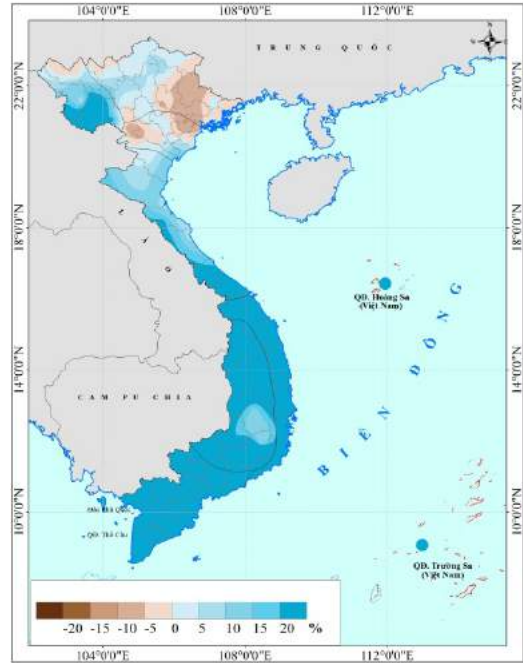 104°0'0"E 108°0'0"E 112°0'0"E
TRUNG QUỐC
N
22°0'0"N 22°0'0"N
18°0'0"N 18°0'0"N
LÀO
QĐ. Hoàng Sa
(Việt Nam)
BIỂN ĐÔNG
14°0'0"N 14°0'0"N
CAM PU CHIA
10°0'0"N 10°0'0"N
QĐ. Thổ Chu
QĐ. Trường Sa
(Việt Nam)
-20 -15 -10 -5 0 5 10 15 20 %
104°0'0"E 108°0'0"E 112°0'0"E